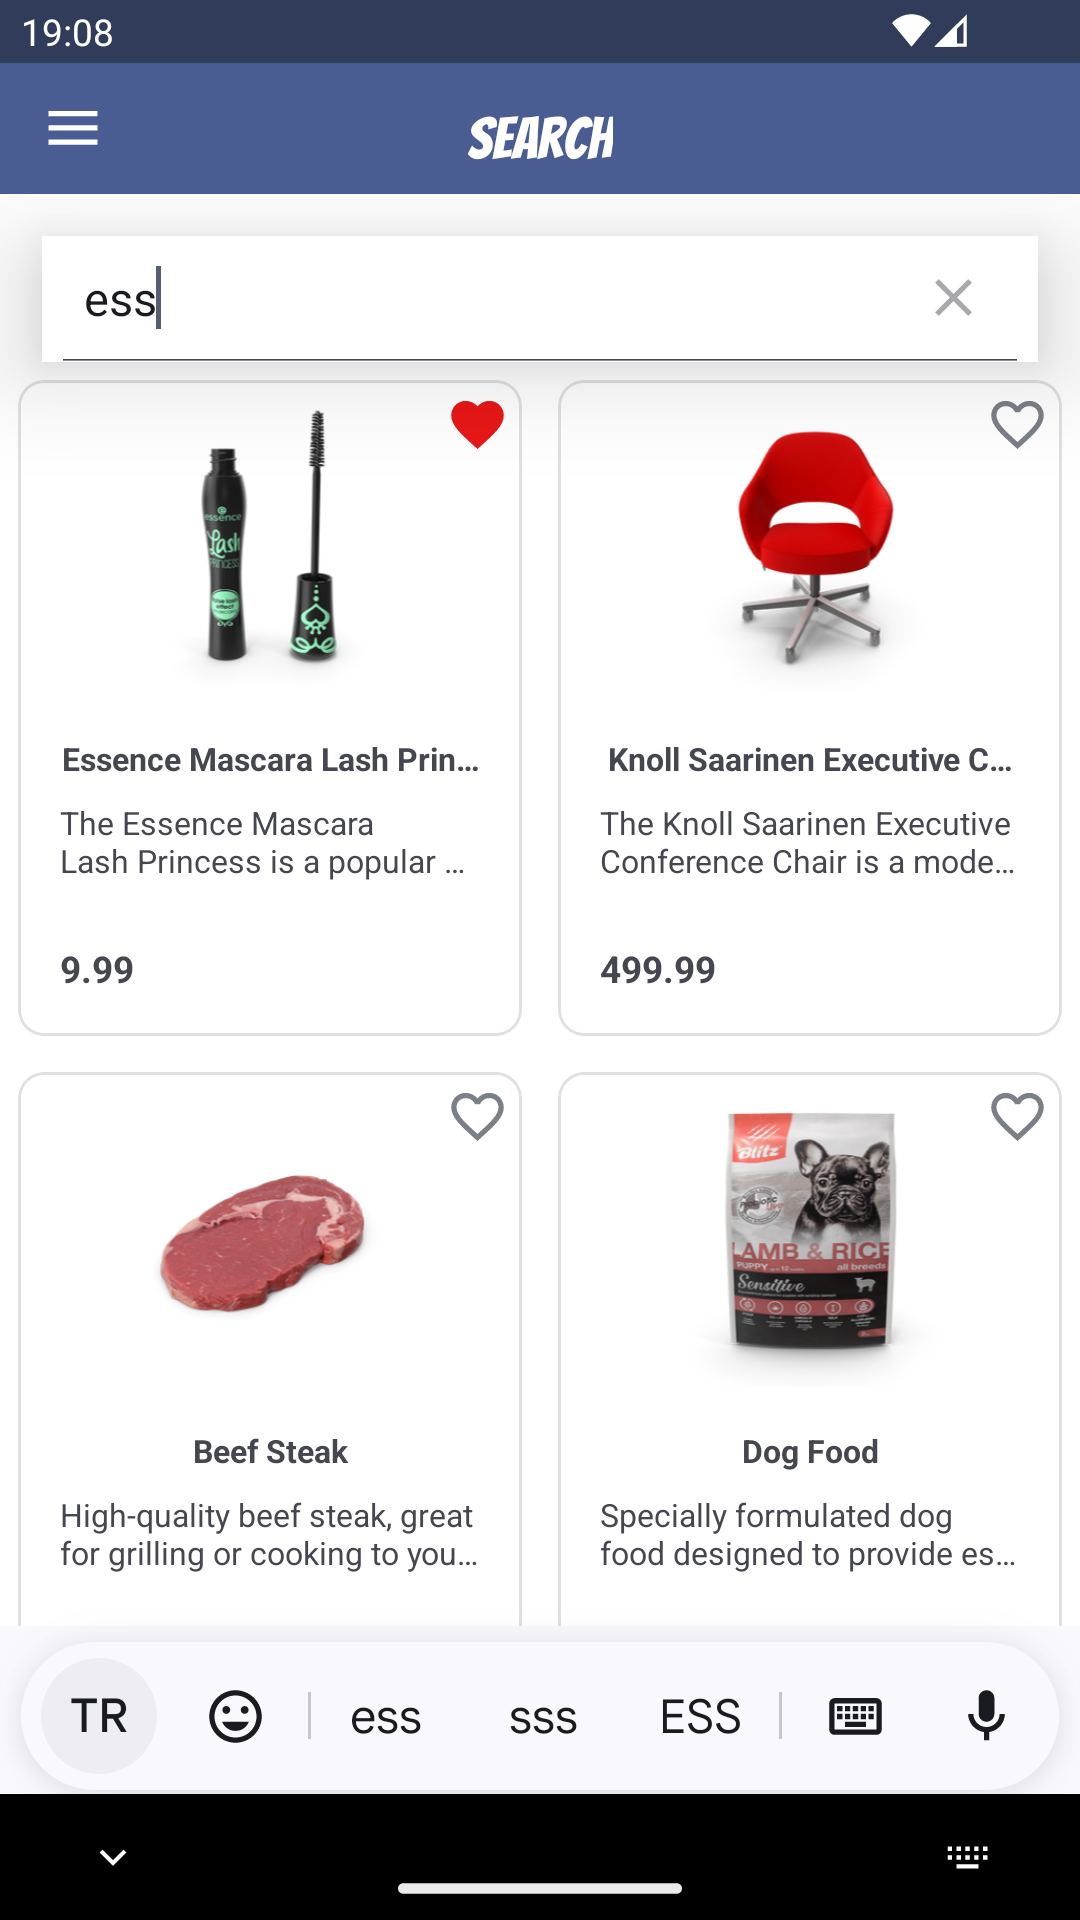 19:08
SEARCH
ess
essence
Lash
PRINCESS
Essence Mascara Lash Prin...
The Essence Mascara
Lash Princess is a popular ...
9.99
Knoll Saarinen Executive C...
The Knoll Saarinen Executive
Conference Chair is a mode...
499.99
Beef Steak
High-quality beef steak, great
for grilling or cooking to you...
Blitz
LAMB & RICE
PUPPY
all breeds
Sensitive
Dog Food
Specially formulated dog
food designed to provide es...
TR
ess
sss
ESS